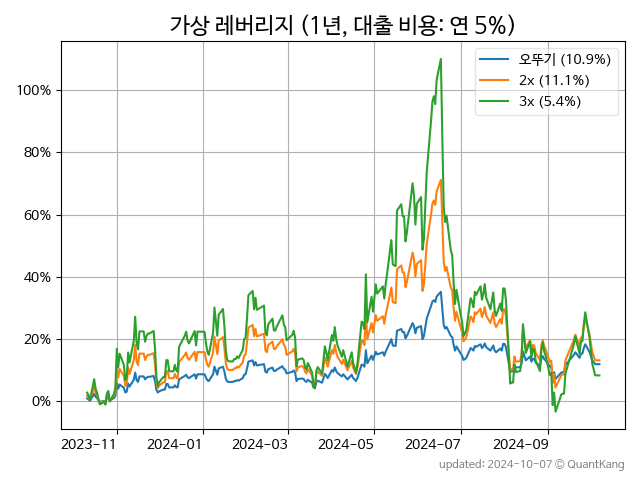 가상 레버리지 (1년, 대출 비용: 연 5%)
오뚜기 (10.9%)
2x (11.1%)
3x (5.4%)
100%
80%
60%
40%
20%
0%
2023-11 2024-01 2024-03 2024-05 2024-07 2024-09
updated: 2024-10-07 © QuantKang